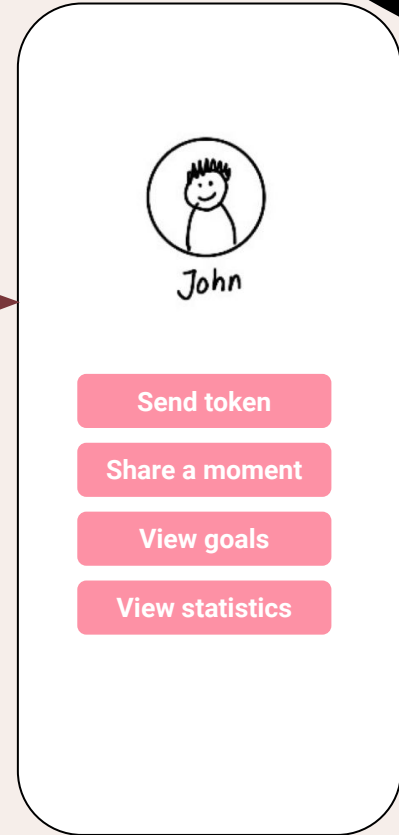 John
Send token
Share a moment
View goals
View statistics